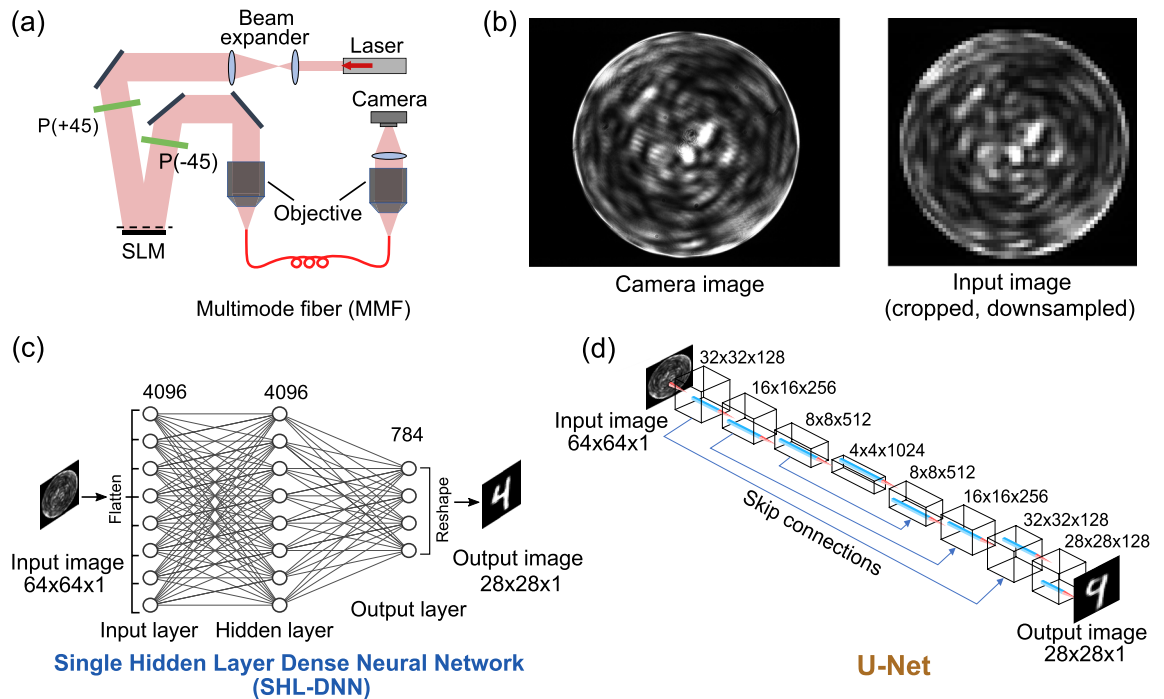 (a)
Beam
expander
Laser
Camera
P(+45)
P(-45)
Objective
SLM
Multimode fiber (MMF)
(b)
Camera image
Input image
(cropped, downsampled)
(c)
4096
4096
784
Flatten
Reshape
Input image
64x64x1
Output image
28x28x1
Input layer
Hidden layer
Output layer
Single Hidden Layer Dense Neural Network
(SHL-DNN)
(d)
32x32x128
16x16x256
8x8x512
4x4x1024
8x8x512
16x16x256
32x32x128
28x28x128
Input image
64x64x1
Skip connections
Output image
28x28x1
U-Net
4
9